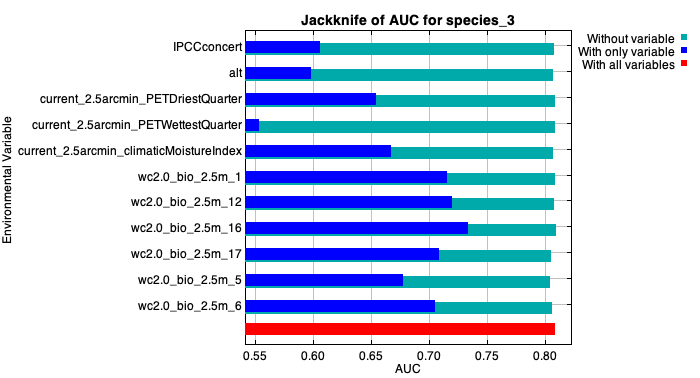 Jackknife of AUC for species_3
Without variable
With only variable
With all variables
Environmental Variable
IPCCconcert
alt
current_2.5arcmin_PETDriestQuarter
current_2.5arcmin_PETWettestQuarter
current_2.5arcmin_climaticMoistureIndex
wc2.0_bio_2.5m_1
wc2.0_bio_2.5m_12
wc2.0_bio_2.5m_16
wc2.0_bio_2.5m_17
wc2.0_bio_2.5m_5
wc2.0_bio_2.5m_6
0.55 0.60 0.65 0.70 0.75 0.80
AUC